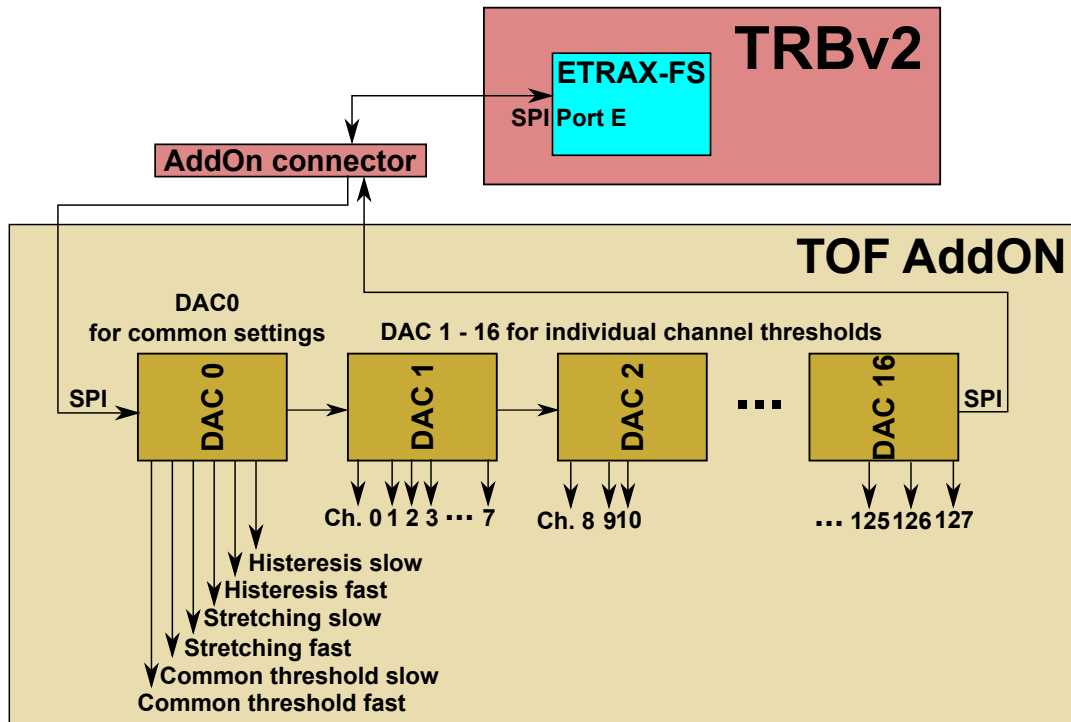 TRBv2
ETRAX-FS
SPI Port E
AddOn connector
TOF AddON
DAC0
for common settings
DAC 1 - 16 for individual channel thresholds
SPI
DAC 0
DAC 1
DAC 2
...
DAC 16
SPI
Ch. 0 1 2 3 ... 7
Ch. 8 9 10
... 125 126 127
Histeresis slow
Histeresis fast
Stretching slow
Stretching fast
Common threshold slow
Common threshold fast